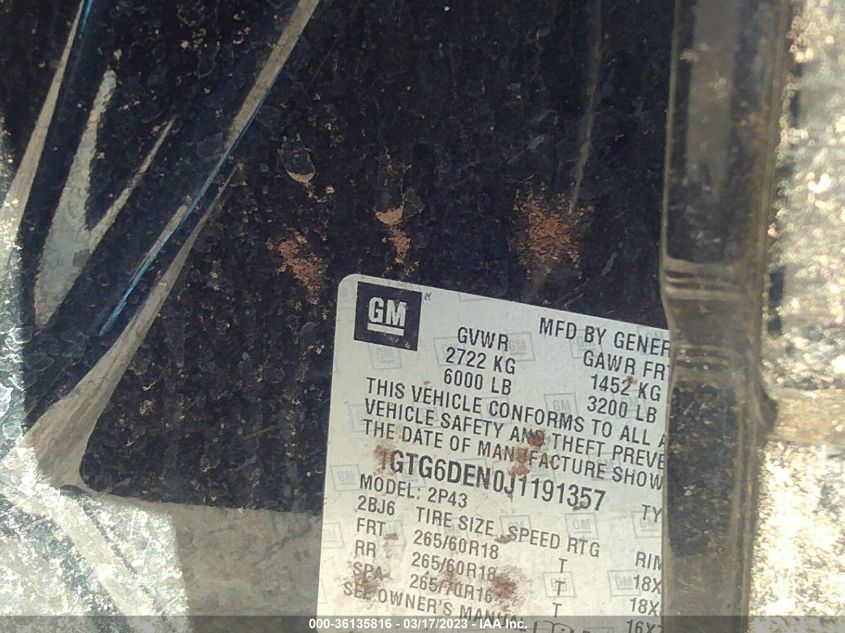 GM
MFD BY GENER
GVWR GAWR FRT
2722 KG 1452 KG
6000 LB 3200 LB
THIS VEHICLE CONFORMS TO ALL A
VEHICLE SAFETY AND THEFT PREVE
THE DATE OF MANUFACTURE SHOW
1GTG6DEN0J1191357 TY
MODEL: 2P43
2BJ6 TIRE SIZE SPEED RTG RIM
FRT 265/60R18 T 18X
RR 265/60R18 T 18X
SPA 265/70R16 T 16X
SEE OWNER'S MANU
000-36135816 - 03/17/2023 - IAA Inc.